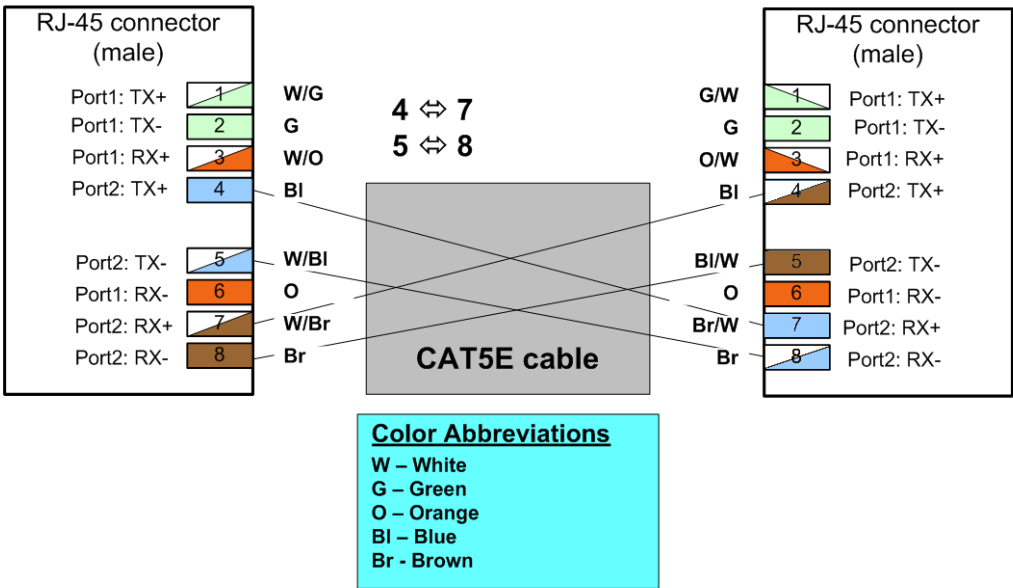 RJ-45 connector
(male)
Port1: TX+ 1 W/G
Port1: TX- 2 G
Port1: RX+ 3 W/O
Port2: TX+ 4 Bl
Port2: TX- 5 W/Bl
Port1: RX- 6 O
Port2: RX+ 7 W/Br
Port2: RX- 8 Br
4 ⇔ 7
5 ⇔ 8
CAT5E cable
RJ-45 connector
(male)
G/W 1 Port1: TX+
G 2 Port1: TX-
O/W 3 Port1: RX+
Bl 4 Port2: TX+
Bl/W 5 Port2: TX-
O 6 Port1: RX-
Br/W 7 Port2: RX+
Br 8 Port2: RX-
Color Abbreviations
W – White
G – Green
O – Orange
Bl – Blue
Br - Brown